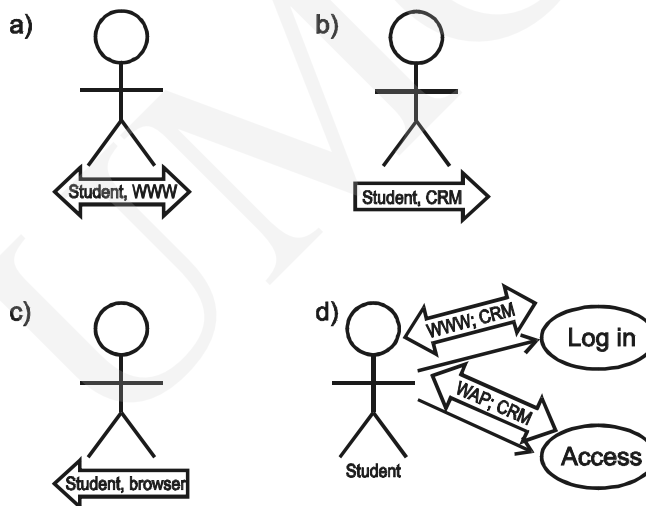 a)
b)
Student, WWW
Student, CRM
c)
d)
WWW; CRM
Log in
WAP; CRM
Student, browser
Student
Access